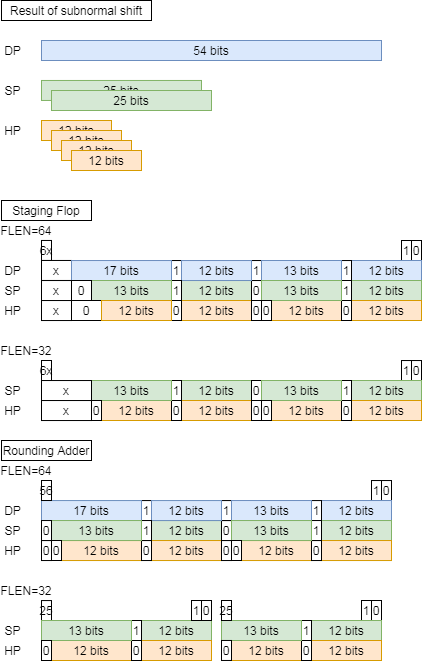 Result of subnormal shift
DP 54 bits
SP 25 bits
25 bits
HP 12 bits
12 bits
12 bits
12 bits
Staging Flop
FLEN=64
6x 1 0
DP x 17 bits 1 12 bits 1 13 bits 1 12 bits
SP x 0 13 bits 1 12 bits 0 13 bits 1 12 bits
HP x 0 12 bits 0 12 bits 0 0 12 bits 0 12 bits
FLEN=32
6x 1 0
SP x 13 bits 1 12 bits 0 13 bits 1 12 bits
HP x 0 12 bits 0 12 bits 0 0 12 bits 0 12 bits
Rounding Adder
FLEN=64
56 1 0
DP 17 bits 1 12 bits 1 13 bits 1 12 bits
SP 0 13 bits 1 12 bits 0 13 bits 1 12 bits
HP 0 0 12 bits 0 12 bits 0 0 12 bits 0 12 bits
FLEN=32
25 1 0 25 1 0
SP 13 bits 1 12 bits 13 bits 1 12 bits
HP 0 12 bits 0 12 bits 0 12 bits 0 12 bits